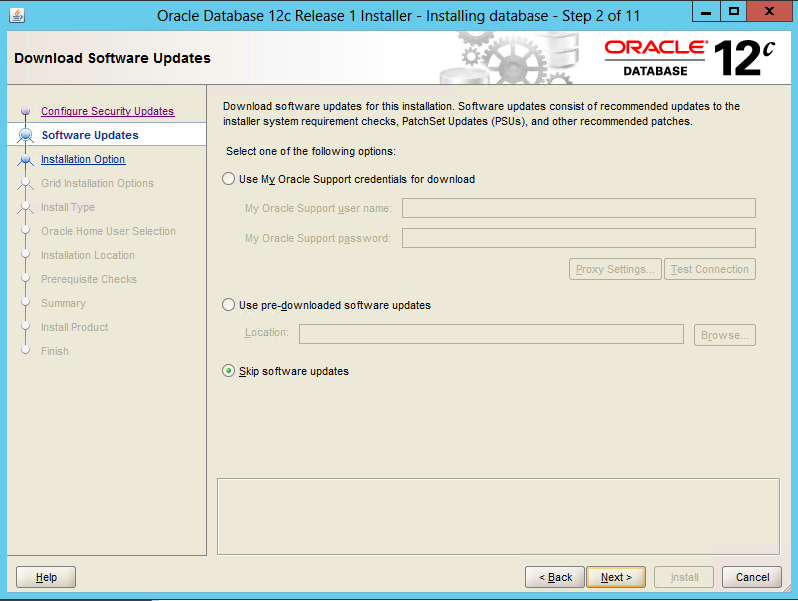 Oracle Database 12c Release 1 Installer - Installing database - Step 2 of 11
Download Software Updates
ORACLE®
DATABASE
12c
Configure Security Updates
Software Updates
Installation Option
Grid Installation Options
Install Type
Oracle Home User Selection
Installation Location
Prerequisite Checks
Summary
Install Product
Finish
Download software updates for this installation. Software updates consist of recommended updates to the
installer system requirement checks, PatchSet Updates (PSUs), and other recommended patches.
Select one of the following options:
Use My Oracle Support credentials for download
My Oracle Support user name:
My Oracle Support password:
Proxy Settings... Test Connection
Use pre-downloaded software updates
Location: Browse...
Skip software updates
Help < Back Next > Install Cancel